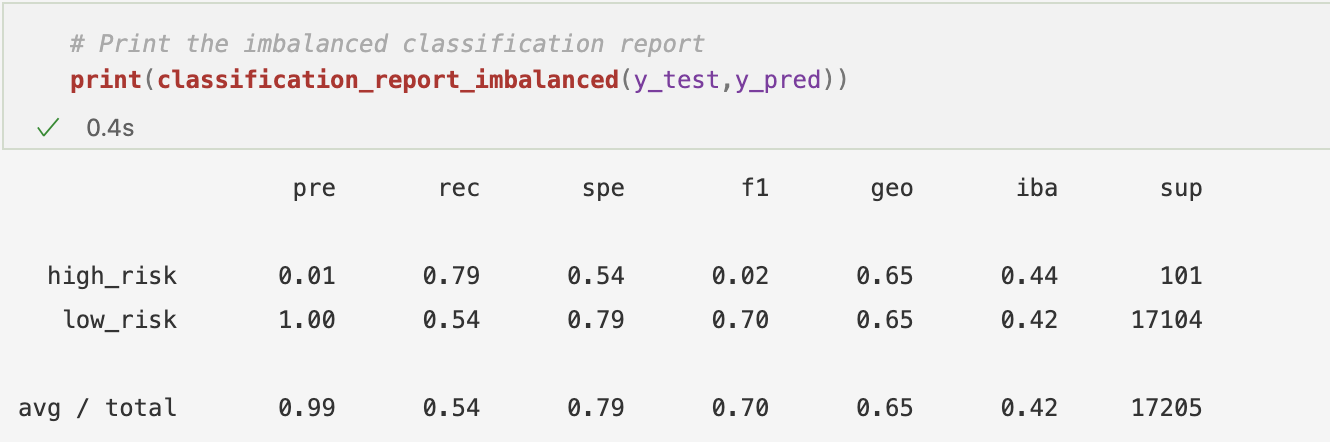 # Print the imbalanced classification report
print(classification_report_imbalanced(y_test,y_pred))
✓ 0.4s
pre rec spe f1 geo iba sup
high_risk 0.01 0.79 0.54 0.02 0.65 0.44 101
low_risk 1.00 0.54 0.79 0.70 0.65 0.42 17104
avg / total 0.99 0.54 0.79 0.70 0.65 0.42 17205